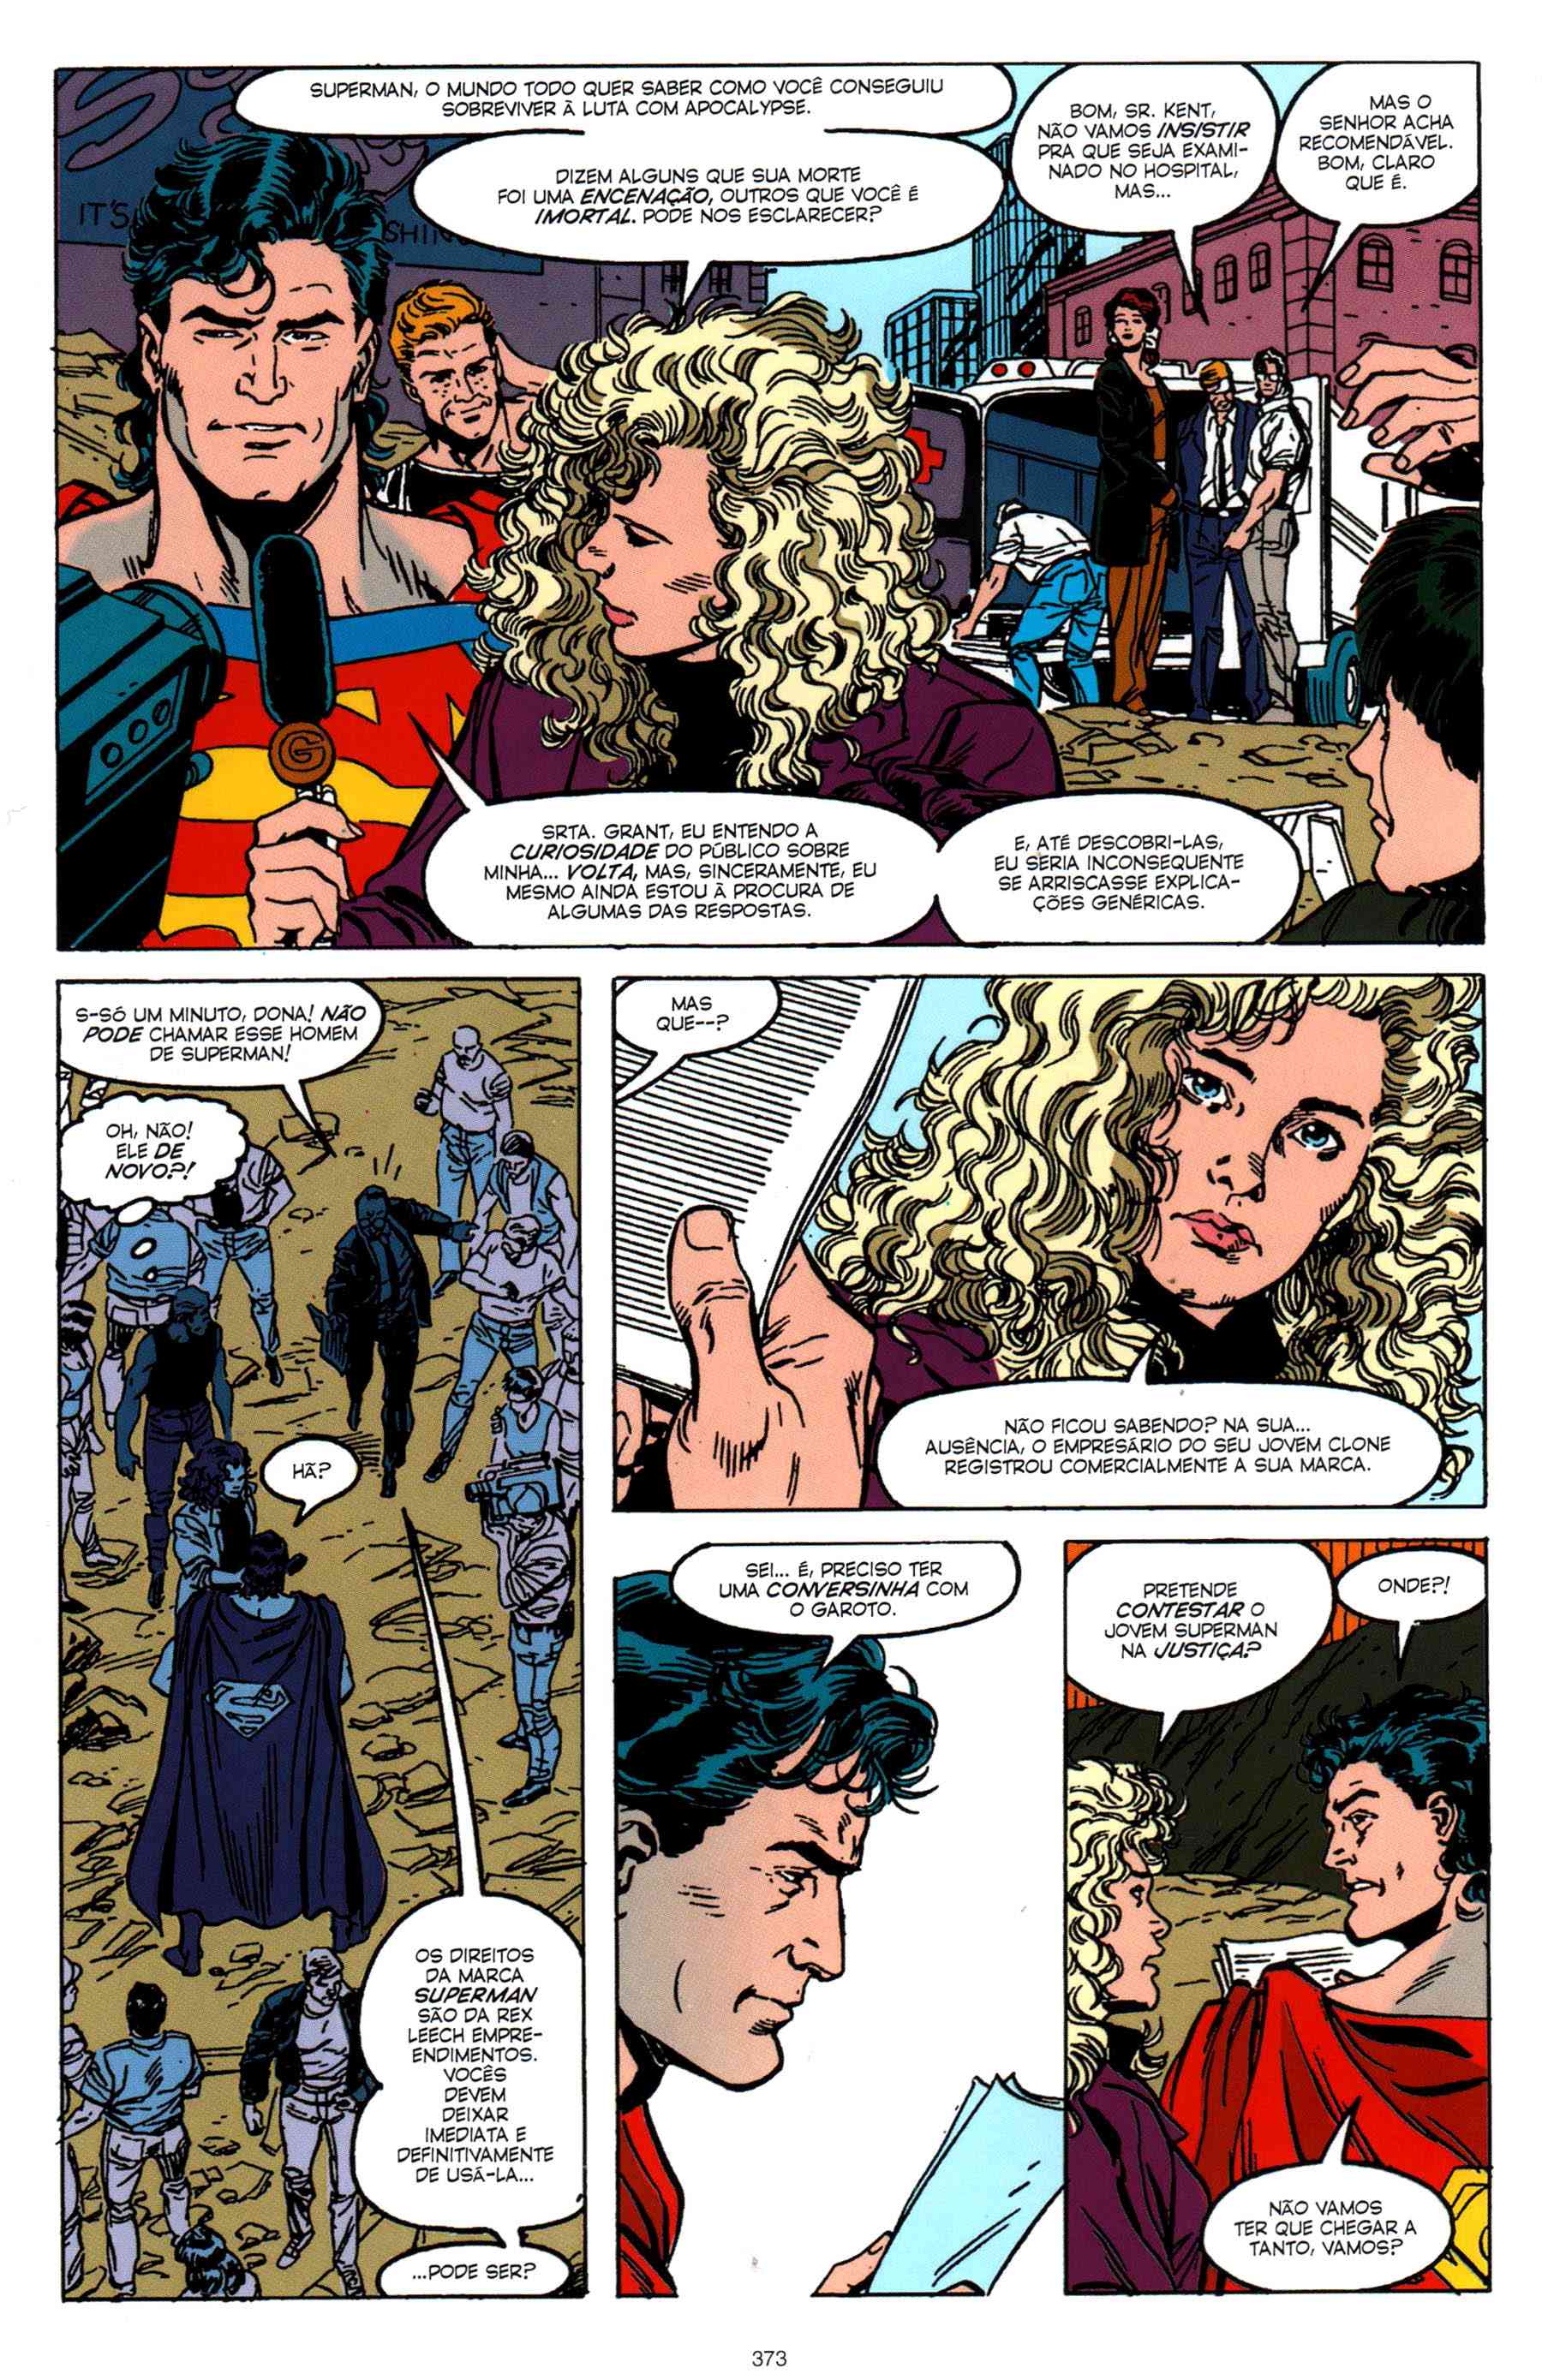 SUPERMAN, O MUNDO TODO QUER SABER COMO VOCÊ CONSEGUIU
SOBREVIVER À LUTA COM APOCALYPSE.
DIZEM ALGUNS QUE SUA MORTE
FOI UMA ENCENAÇÃO, OUTROS QUE VOCÊ É
IMORTAL. PODE NOS ESCLARECER?
BOM, SR. KENT,
NÃO VAMOS INSISTIR
PRA QUE SEJA EXAMI-
NADO NO HOSPITAL,
MAS...
MAS O
SENHOR ACHA
RECOMENDÁVEL.
BOM, CLARO
QUE É.
IT'S
SHIN
G
SRTA. GRANT, EU ENTENDO A
CURIOSIDADE DO PÚBLICO SOBRE
MINHA... VOLTA, MAS, SINCERAMENTE, EU
MESMO AINDA ESTOU À PROCURA DE
ALGUMAS DAS RESPOSTAS.
E, ATÉ DESCOBRI-LAS,
EU SERIA INCONSEQUENTE
SE ARRISCASSE EXPLICA-
ÇÕES GENÉRICAS.
S-SÓ UM MINUTO, DONA! NÃO
PODE CHAMAR ESSE HOMEM
DE SUPERMAN!
OH, NÃO!
ELE DE
NOVO?!
HÃ?
OS DIREITOS
DA MARCA
SUPERMAN
SÃO DA REX
LEECH EMPRE-
ENDIMENTOS.
VOCÊS
DEVEM
DEIXAR
IMEDIATA E
DEFINITIVAMENTE
DE USÁ-LA...
...PODE SER?
MAS
QUE--?
NÃO FICOU SABENDO? NA SUA...
AUSÊNCIA, O EMPRESÁRIO DO SEU JOVEM CLONE
REGISTROU COMERCIALMENTE A SUA MARCA.
SEI... É, PRECISO TER
UMA CONVERSINHA COM
O GAROTO.
PRETENDE
CONTESTAR O
JOVEM SUPERMAN
NA JUSTIÇA?
ONDE?!
NÃO VAMOS
TER QUE CHEGAR A
TANTO, VAMOS?
373